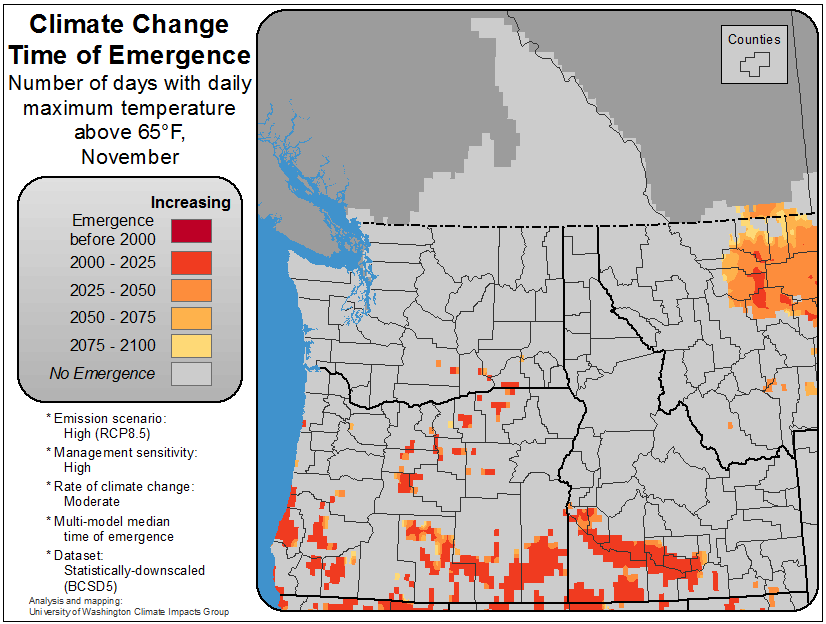 Climate Change
Time of Emergence
Number of days with daily
maximum temperature
above 65°F,
November
Increasing
Emergence
before 2000
2000 - 2025
2025 - 2050
2050 - 2075
2075 - 2100
No Emergence
* Emission scenario:
High (RCP8.5)
* Management sensitivity:
High
* Rate of climate change:
Moderate
* Multi-model median
time of emergence
* Dataset:
Statistically-downscaled
(BCSD5)
Analysis and mapping:
University of Washington Climate Impacts Group
Counties